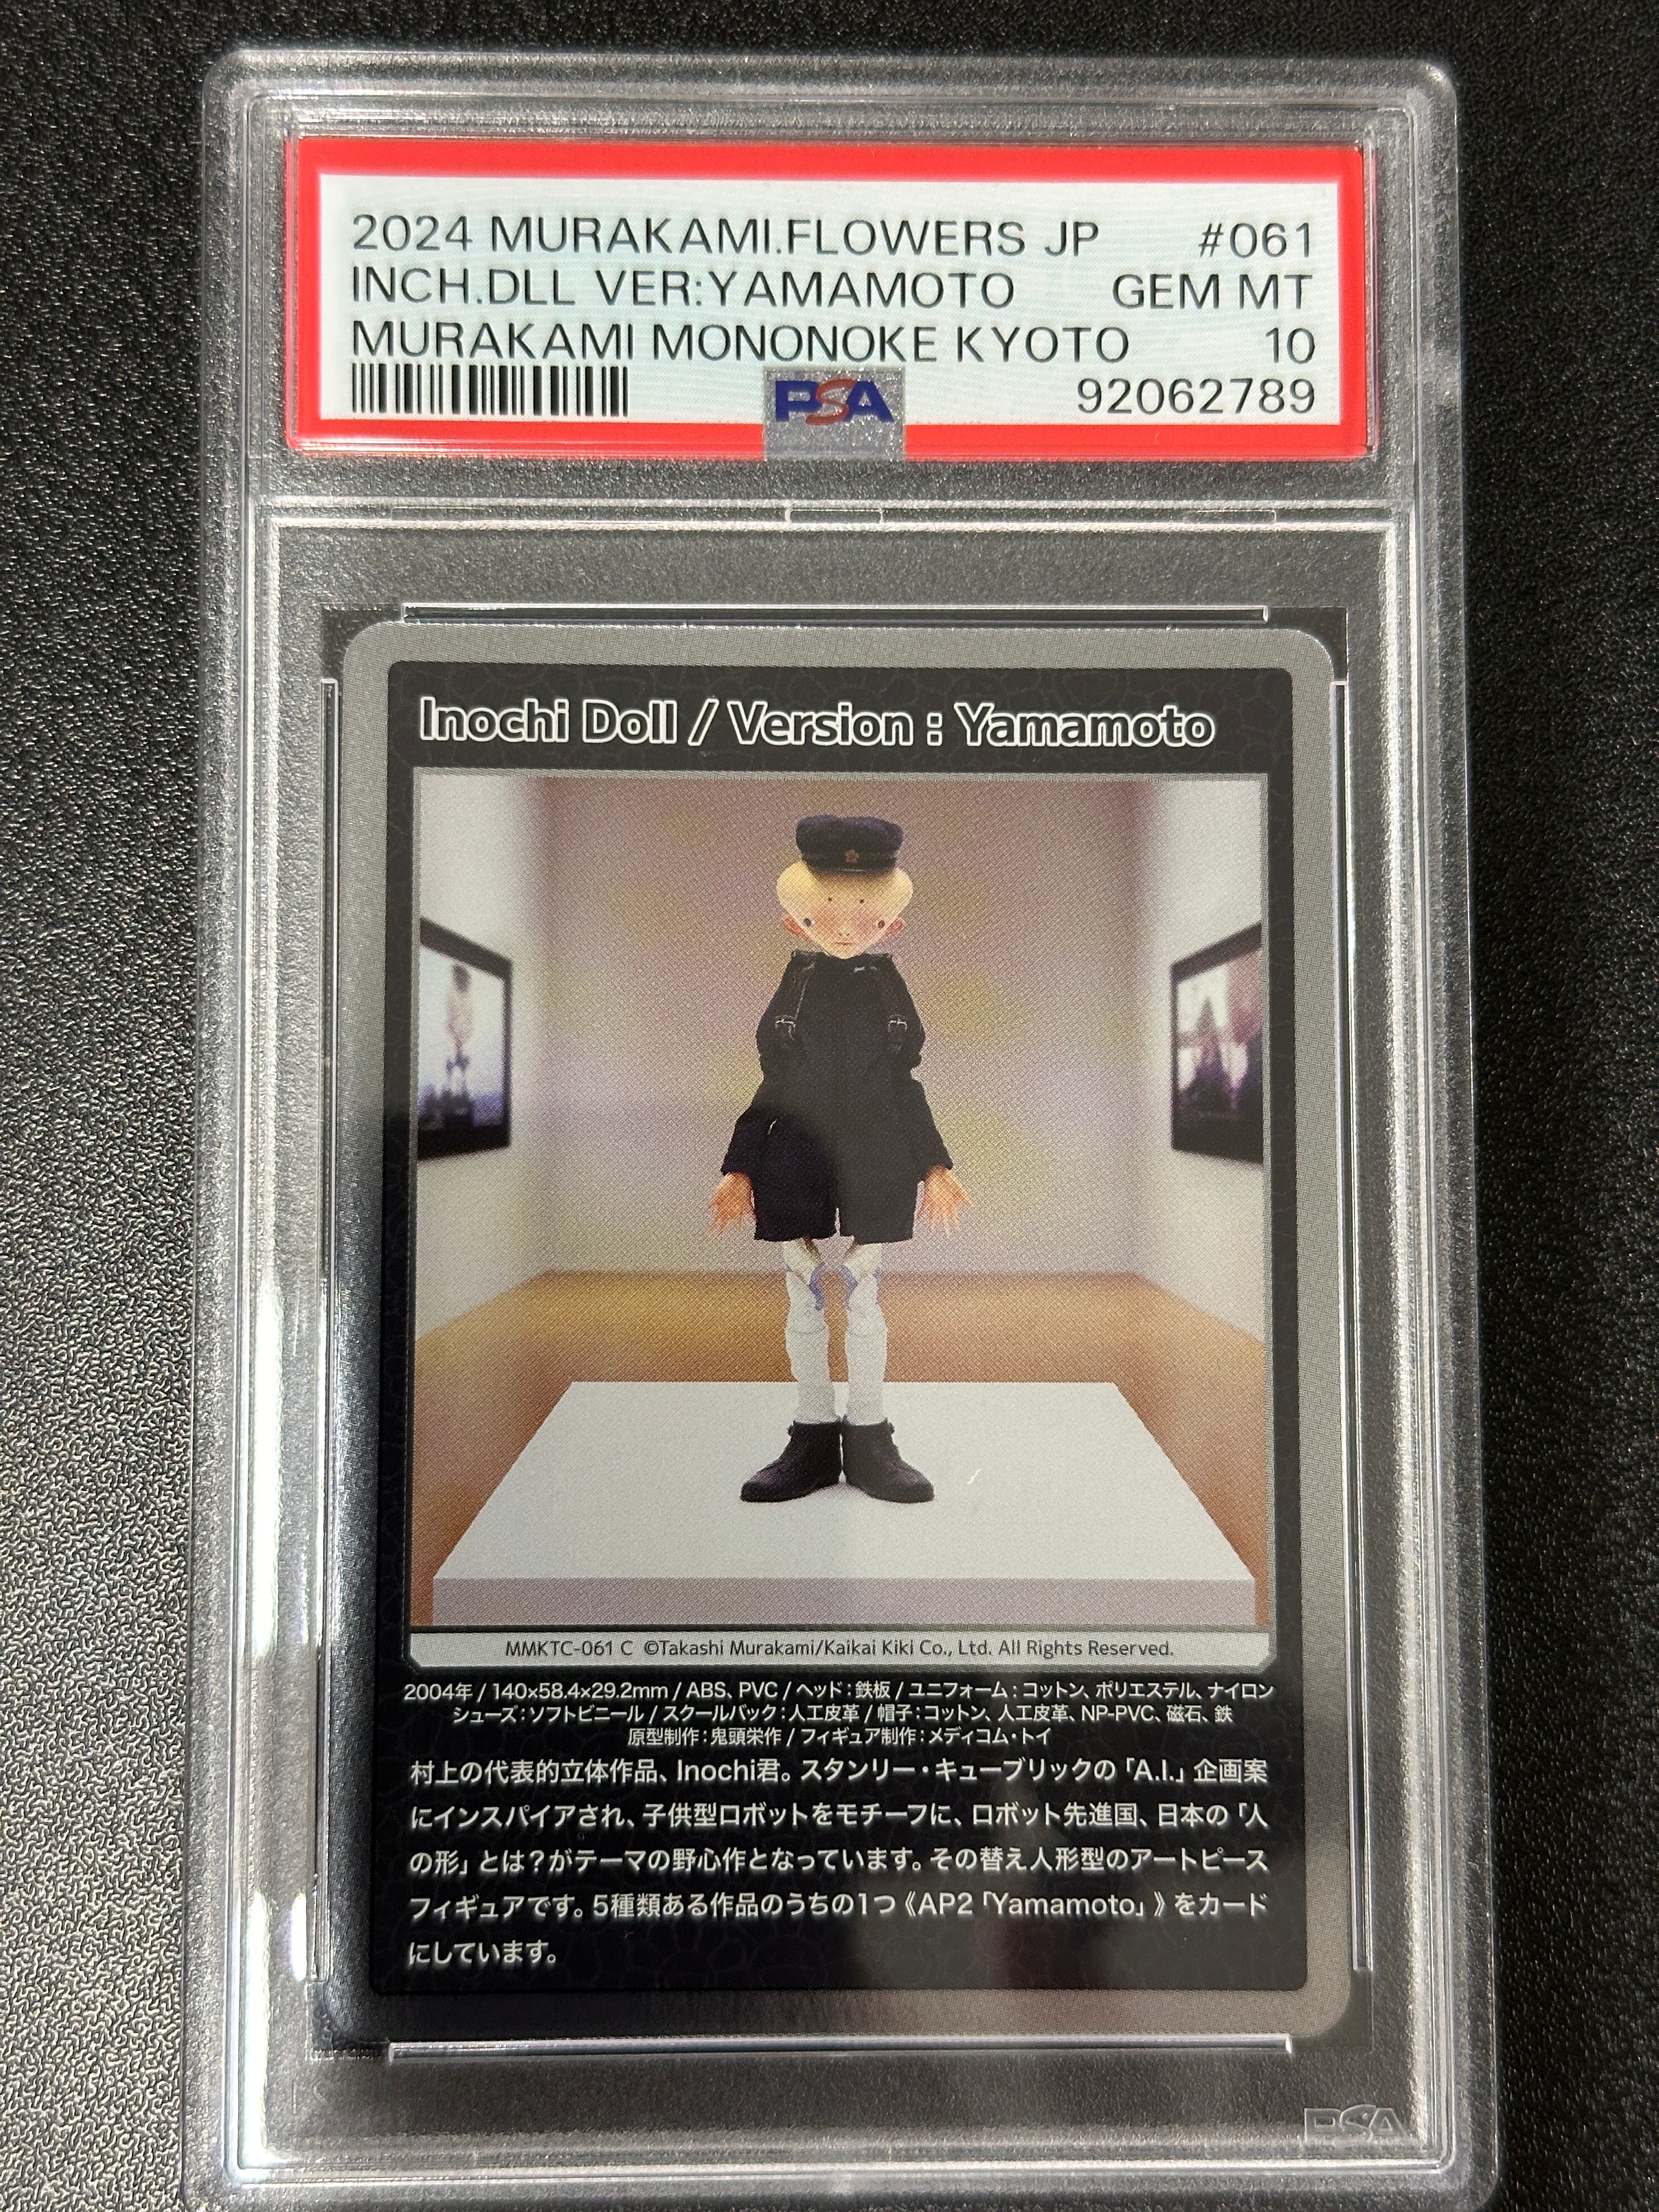 2024 MURAKAMI.FLOWERS JP #061
INCH.DLL VER:YAMAMOTO GEM MT
MURAKAMI MONONOKE KYOTO 10
PSA 92062789
Inochi Doll / Version : Yamamoto
MMKTC-061 C ©Takashi Murakami/Kaikai Kiki Co., Ltd. All Rights Reserved.
2004年 / 140×58.4×29.2mm / ABS、PVC / ヘッド:鉄板 / ユニフォーム:コットン、ポリエステル、ナイロン
シューズ:ソフトビニール / スクールバック:人工皮革 / 帽子:コットン、人工皮革、NP-PVC、磁石、鉄
原型制作:鬼頭栄作 / フィギュア制作:メディコム・トイ
村上の代表的立体作品、Inochi君。スタンリー・キューブリックの「A.I.」企画案
にインスパイアされ、子供型ロボットをモチーフに、ロボット先進国、日本の「人
の形」とは?がテーマの野心作となっています。その替え人形型のアートピース
フィギュアです。5種類ある作品のうちの1つ《AP2「Yamamoto」》をカード
にしています。
PSA